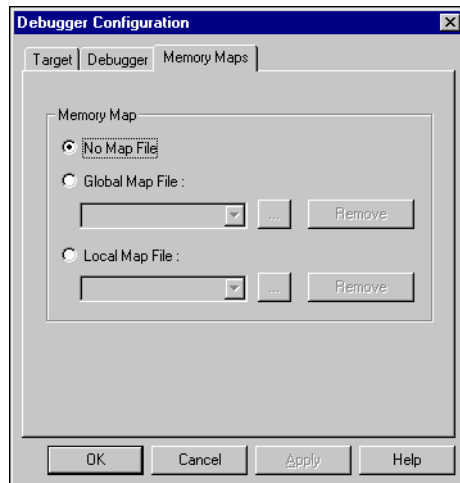 Debugger Configuration
Target Debugger Memory Maps
Memory Map
No Map File
Global Map File :
... Remove
Local Map File :
... Remove
OK Cancel Apply Help